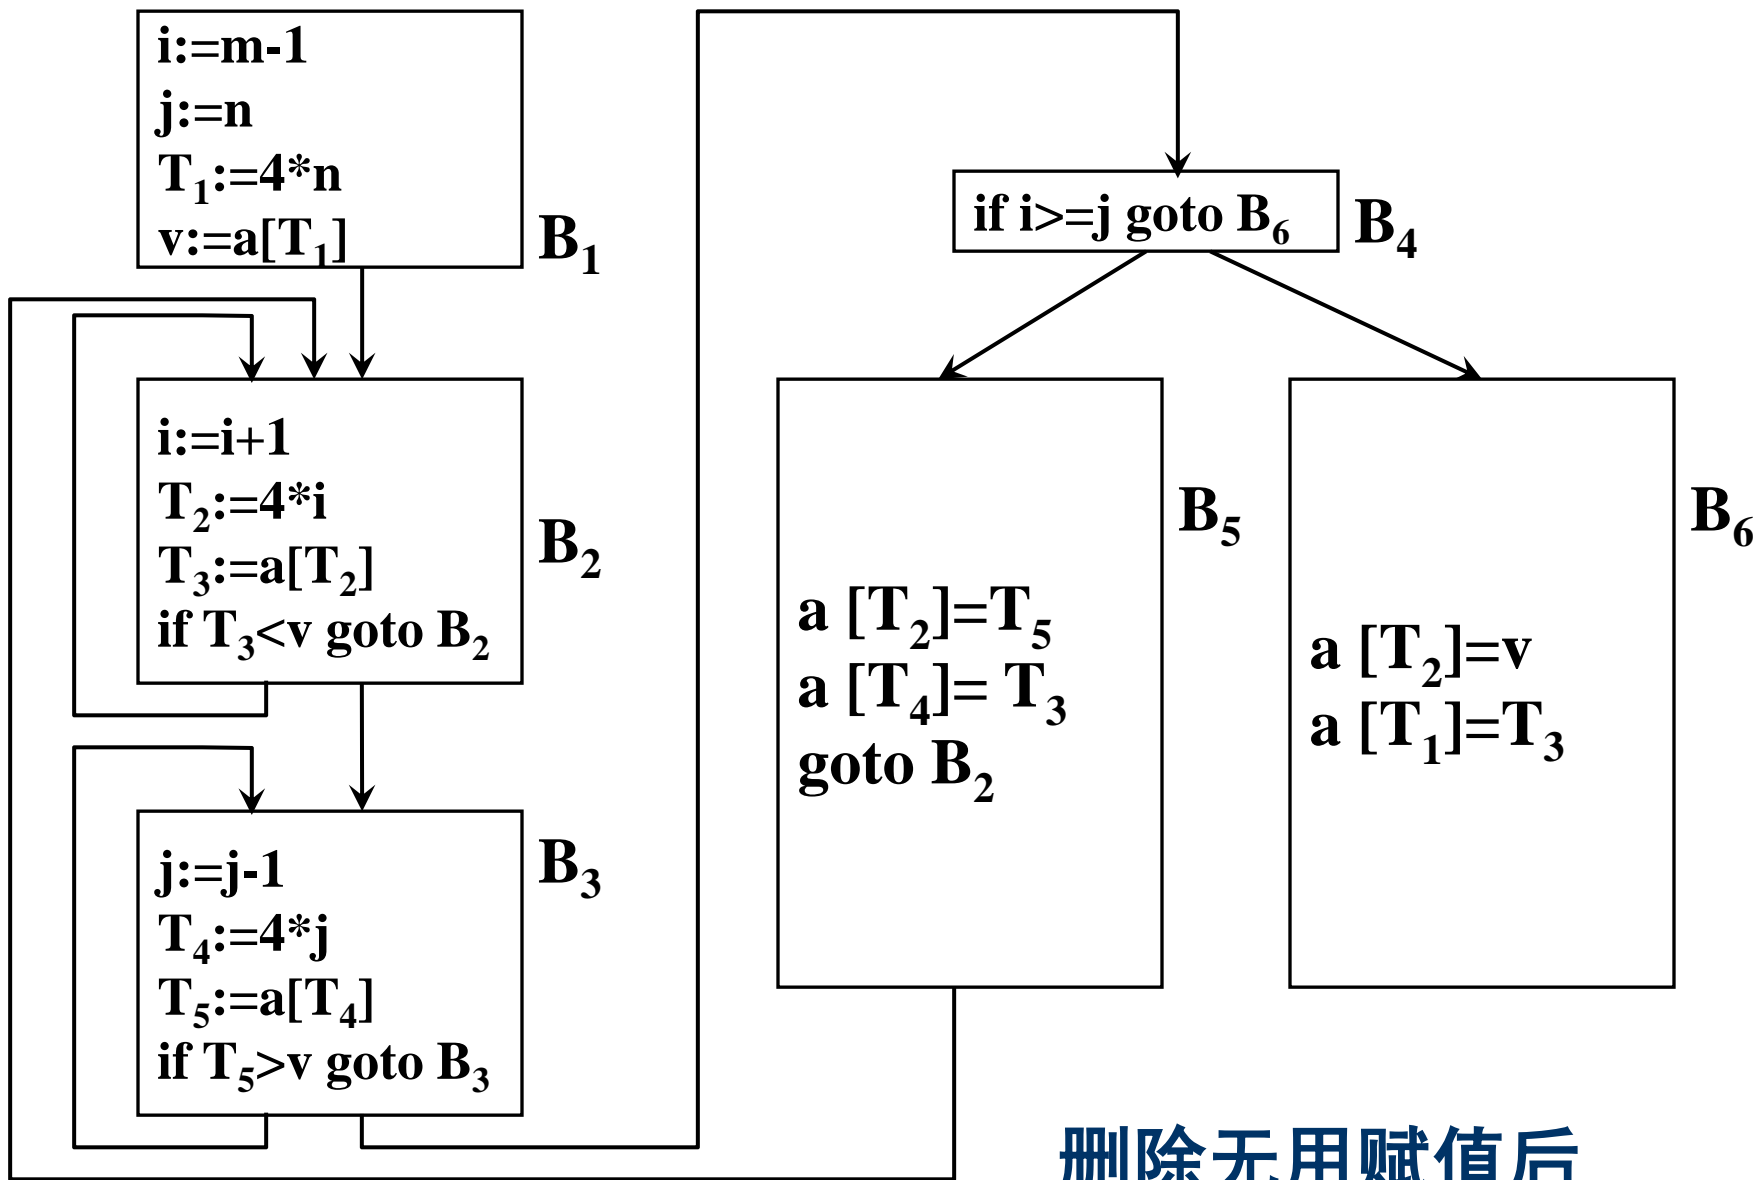 i:=m-1
j:=n
T₁:=4*n
v:=a[T₁]
B₁
i:=i+1
T₂:=4*i
T₃:=a[T₂]
if T₃<v goto B₂
B₂
j:=j-1
T₄:=4*j
T₅:=a[T₄]
if T₅>v goto B₃
B₃
if i>=j goto B₆
B₄
a [T₂]=T₅
a [T₄]= T₃
goto B₂
B₅
a [T₂]=v
a [T₁]=T₃
B₆
删除无用赋值后